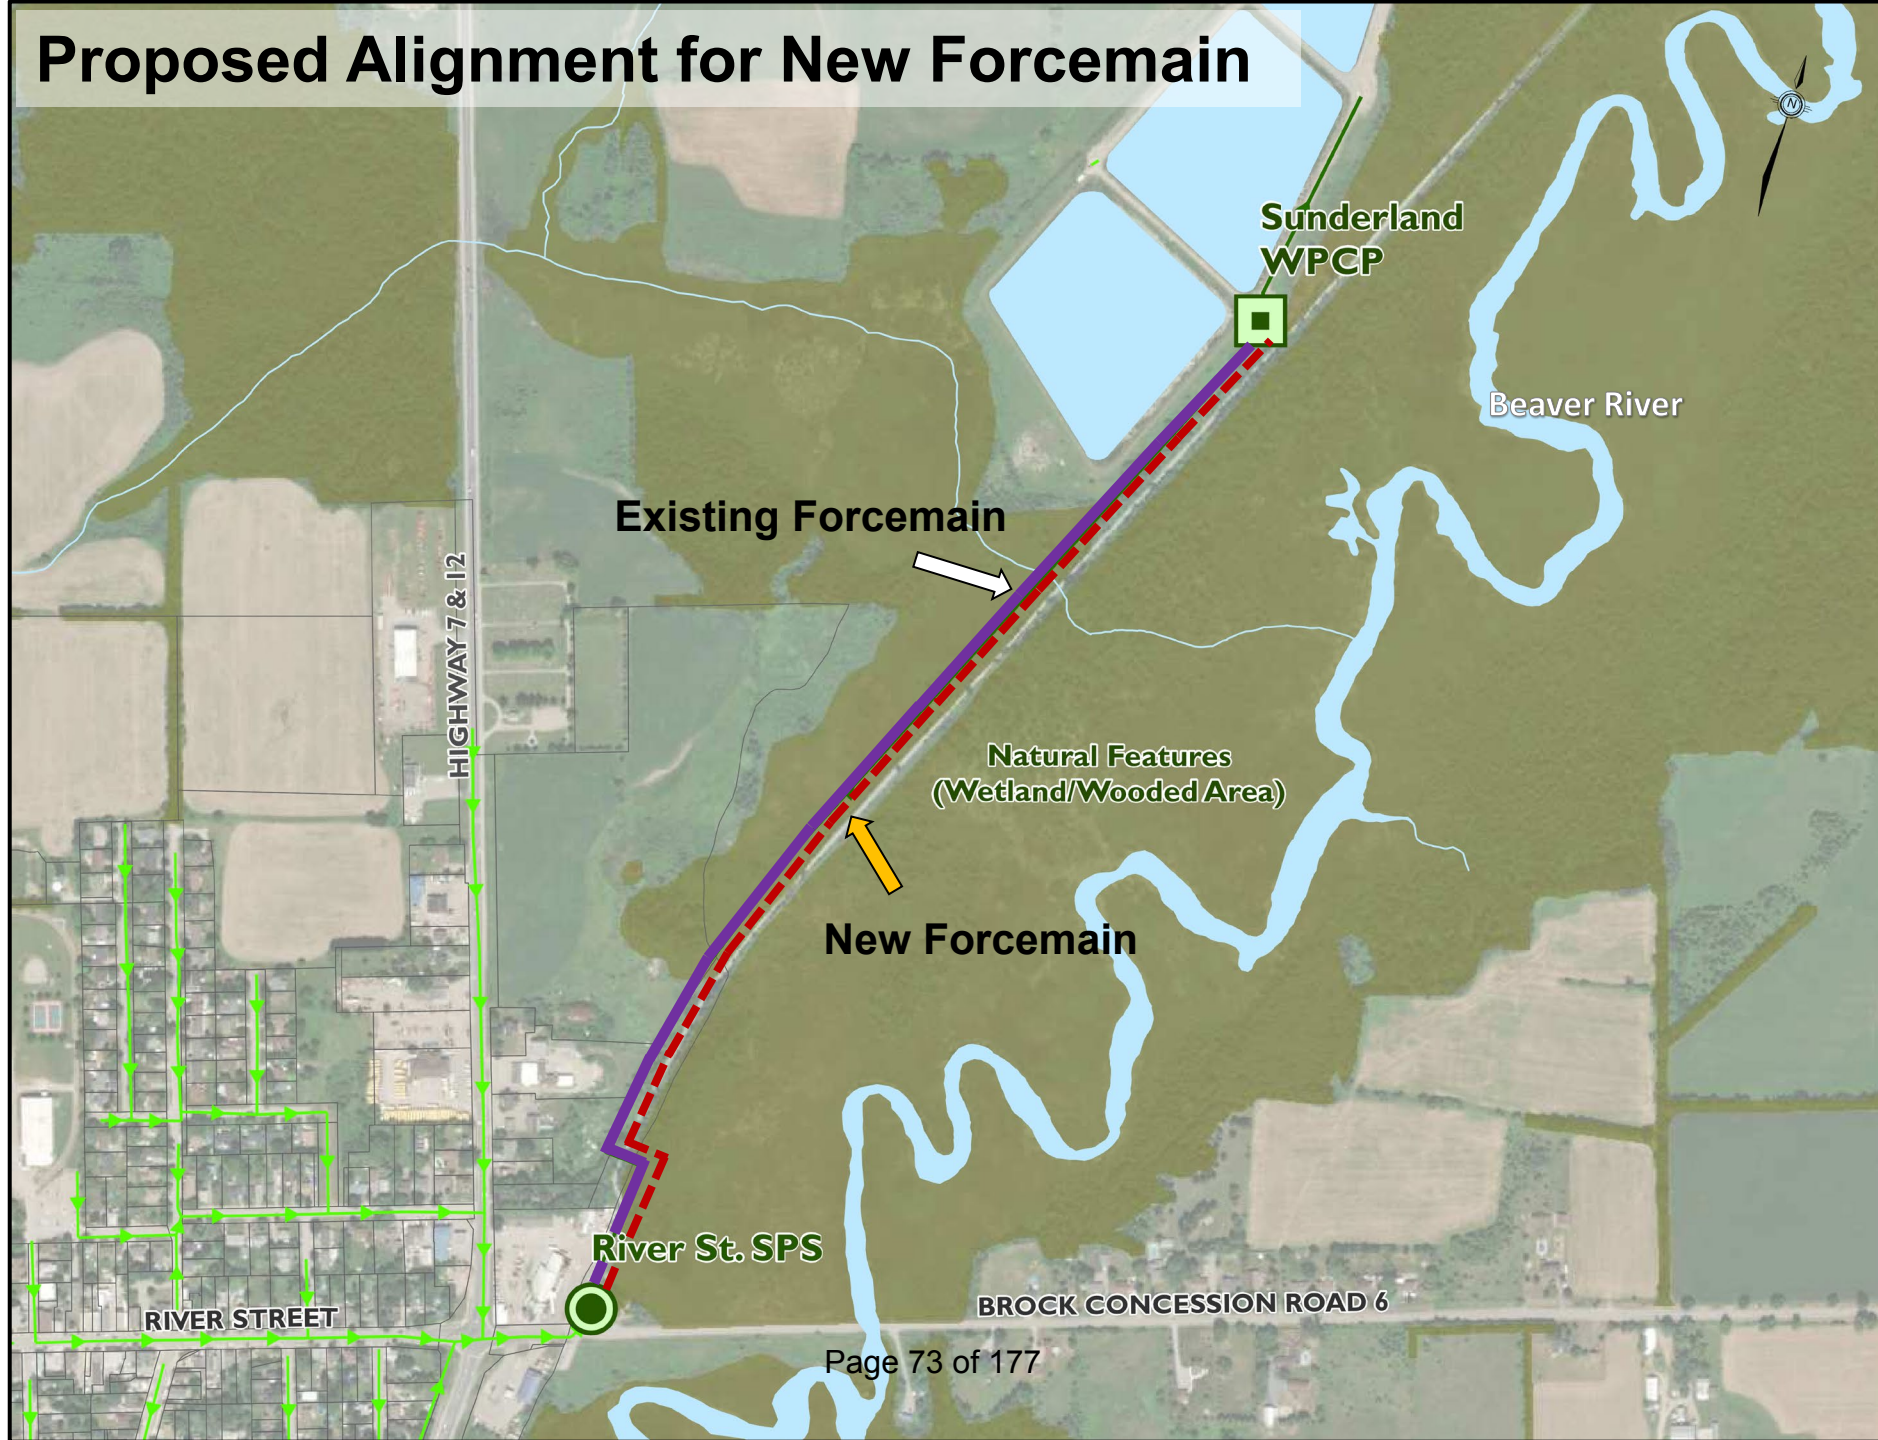 Proposed Alignment for New Forcemain
N
Sunderland
WPCP
Beaver River
Existing Forcemain
HIGHWAY 7 & 12
Natural Features
(Wetland/Wooded Area)
New Forcemain
River St. SPS
RIVER STREET
BROCK CONCESSION ROAD 6
Page 73 of 177